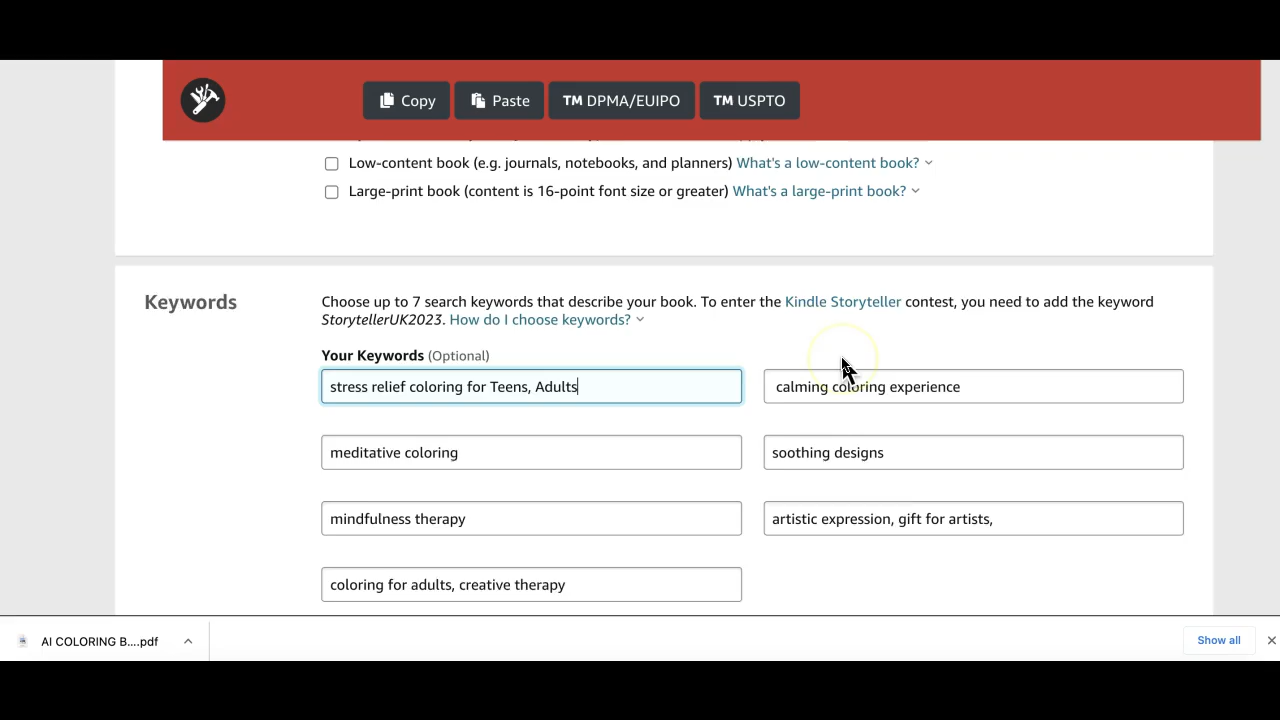 Copy
Paste
TM DPMA/EUIPO
TM USPTO
Low-content book (e.g. journals, notebooks, and planners) What's a low-content book?
Large-print book (content is 16-point font size or greater) What's a large-print book?
Keywords
Choose up to 7 search keywords that describe your book. To enter the Kindle Storyteller contest, you need to add the keyword
StorytellerUK2023. How do I choose keywords?
Your Keywords (Optional)
stress relief coloring for Teens, Adults
calming coloring experience
meditative coloring
soothing designs
mindfulness therapy
artistic expression, gift for artists,
coloring for adults, creative therapy
AI COLORING B....pdf
Show all